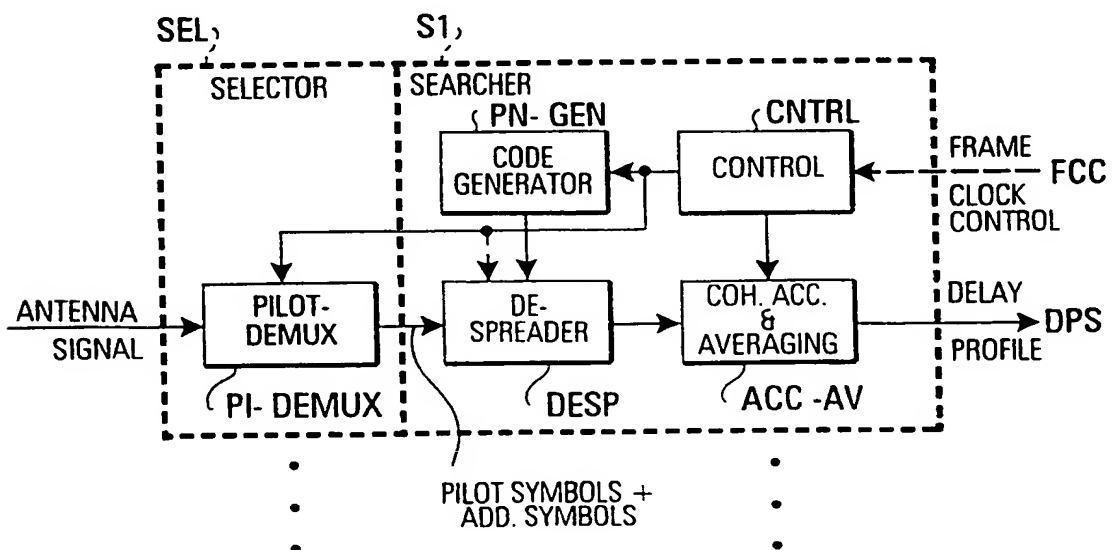 SEL
S1
SELECTOR
SEARCHER
PN- GEN
CNTRL
CODE
GENERATOR
CONTROL
FRAME
CLOCK
CONTROL
FCC
ANTENNA
SIGNAL
PILOT-
DEMUX
DE-
SPREADER
COH. ACC.
&
AVERAGING
DELAY
PROFILE
DPS
PI- DEMUX
DESP
ACC -AV
PILOT SYMBOLS +
ADD. SYMBOLS